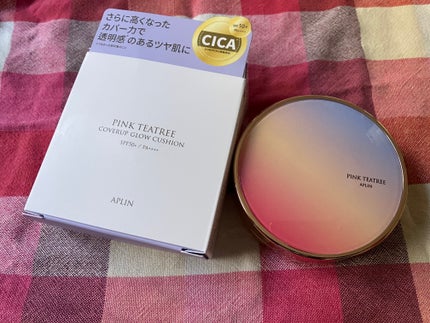 さらに高くなった
カバー力で
透明感のあるツヤ肌に
CICA
PINK TEATREE
COVERUP GLOW CUSHION
SPF50+ / PA++++
APLIN
PINK TEATREE
APLIN